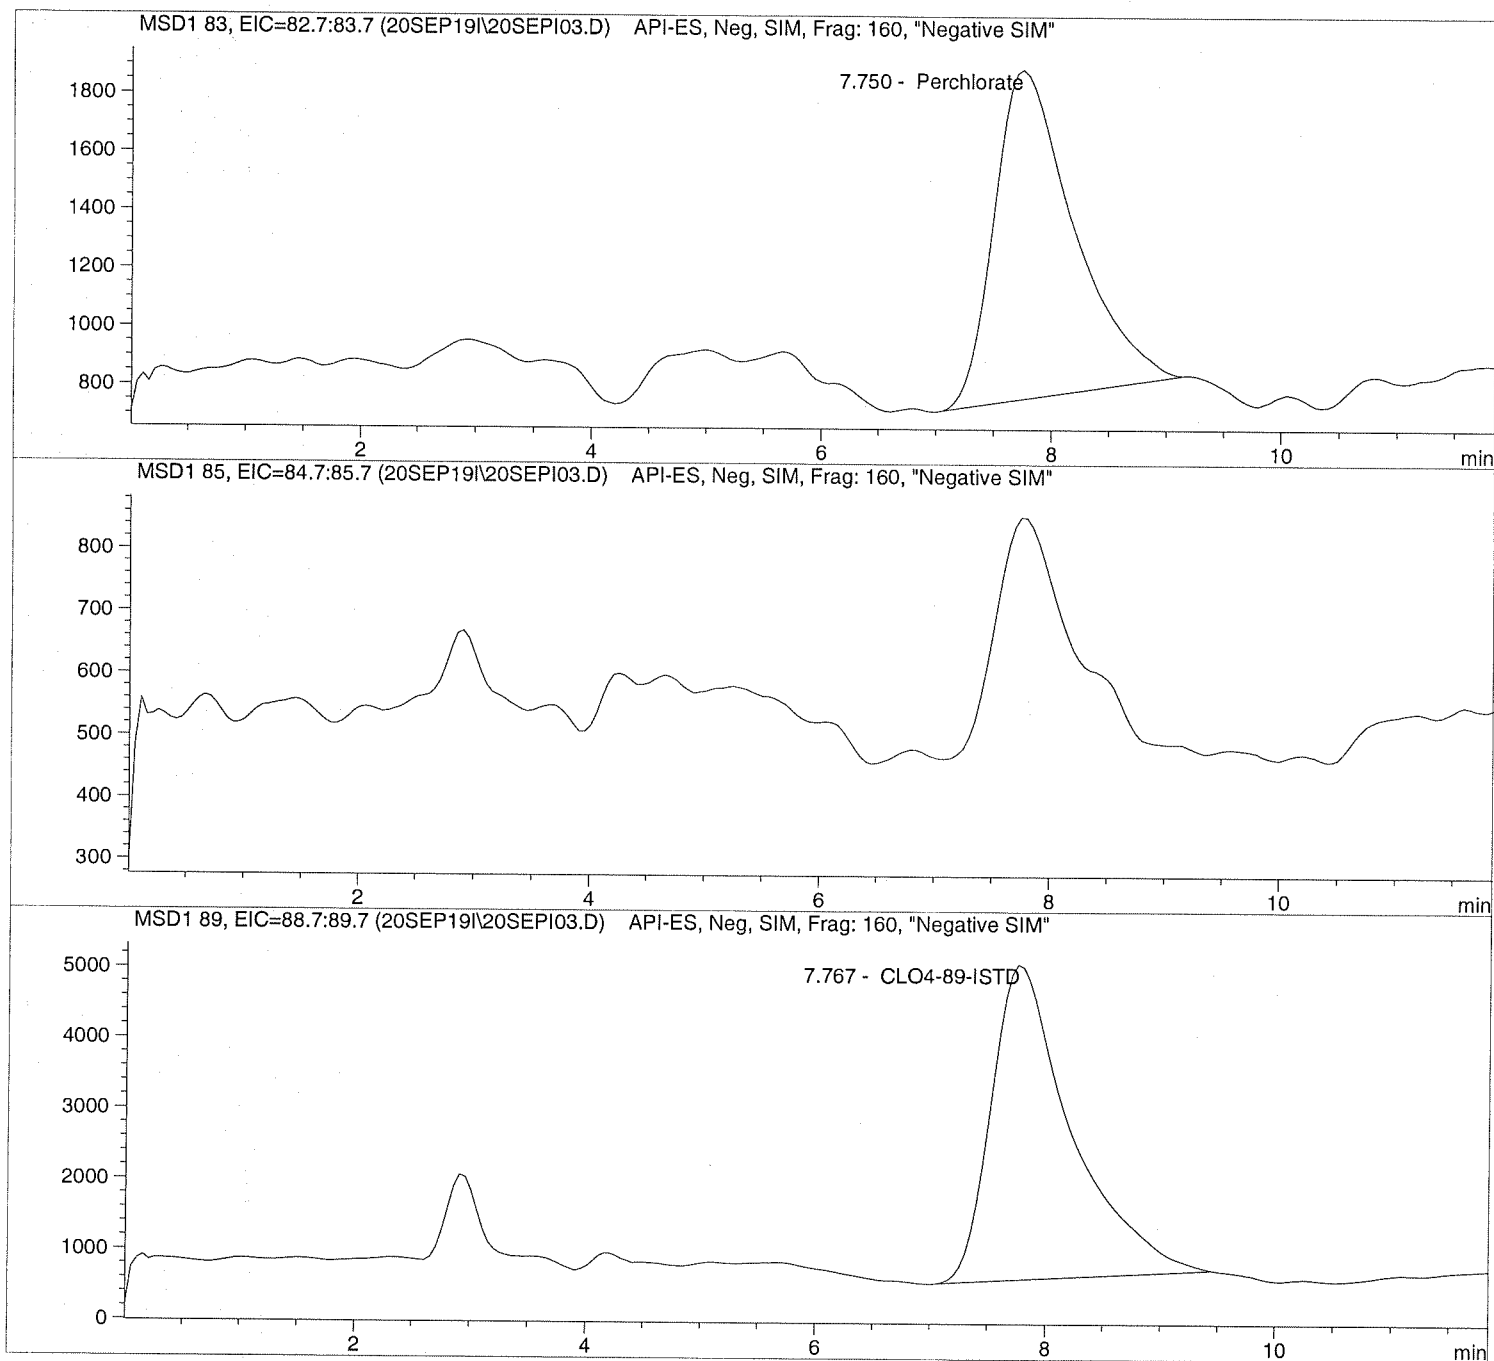 MSD1 83, EIC=82.7:83.7 (20SEP19I\20SEPI03.D) API-ES, Neg, SIM, Frag: 160, "Negative SIM"
7.750 - Perchlorate
1800
1600
1400
1200
1000
800
2 4 6 8 10 min
MSD1 85, EIC=84.7:85.7 (20SEP19I\20SEPI03.D) API-ES, Neg, SIM, Frag: 160, "Negative SIM"
800
700
600
500
400
300
2 4 6 8 10 min
MSD1 89, EIC=88.7:89.7 (20SEP19I\20SEPI03.D) API-ES, Neg, SIM, Frag: 160, "Negative SIM"
7.767 - CLO4-89-ISTD
5000
4000
3000
2000
1000
0
2 4 6 8 10 min